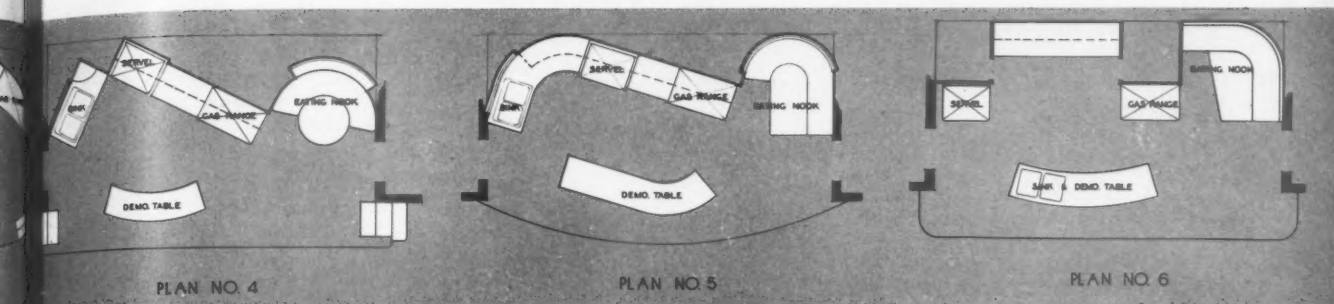 SERVEL
SINK
GAS RANGE
EATING NOOK
DEMO. TABLE
PLAN NO. 4
SERVEL
SINK
GAS RANGE
EATING NOOK
DEMO. TABLE
PLAN NO. 5
EATING NOOK
SERVEL
GAS RANGE
SINK & DEMO. TABLE
PLAN NO. 6